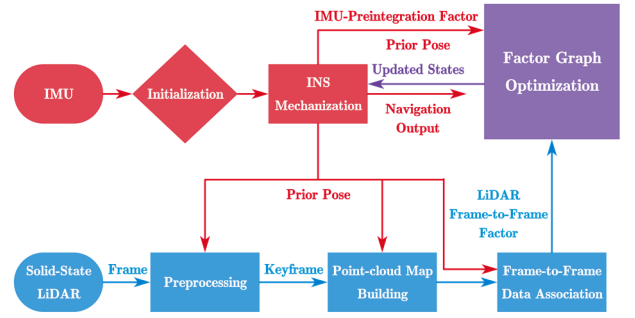 IMU-Preintegration Factor
Prior Pose
Factor Graph
Optimization
IMU
Initialization
INS
Mechanization
Updated States
Navigation
Output
Prior Pose
LiDAR
Frame-to-Frame
Factor
Solid-State
LiDAR
Frame
Preprocessing
Keyframe
Point-cloud Map
Building
Frame-to-Frame
Data Association